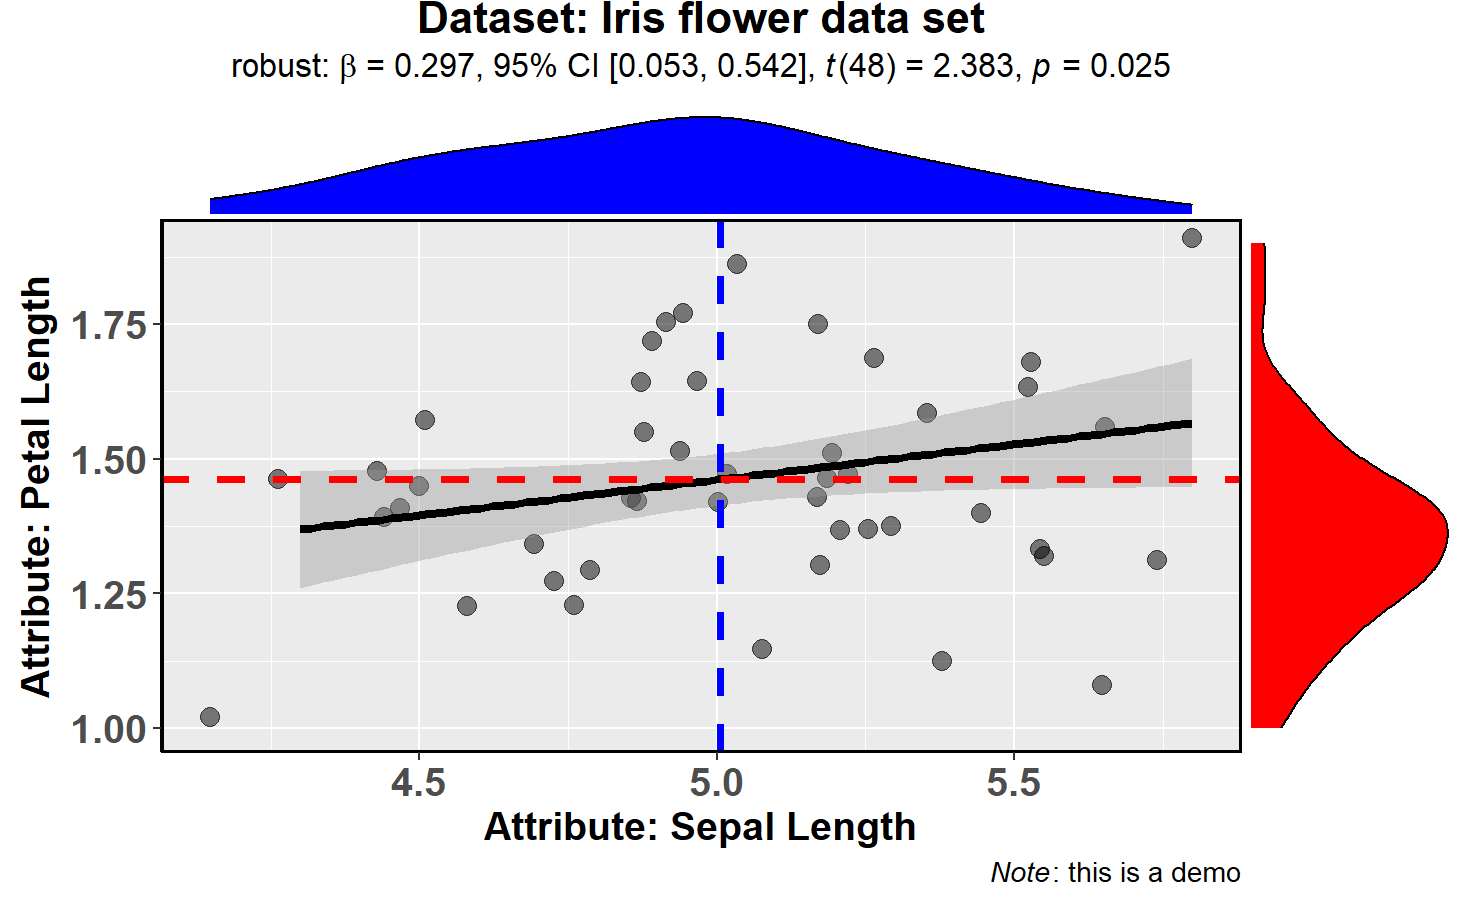 Dataset: Iris flower data set
robust: β = 0.297, 95% CI [0.053, 0.542], t(48) = 2.383, p = 0.025
Attribute: Petal Length
1.75
1.50
1.25
1.00
4.5 5.0 5.5
Attribute: Sepal Length
Note: this is a demo